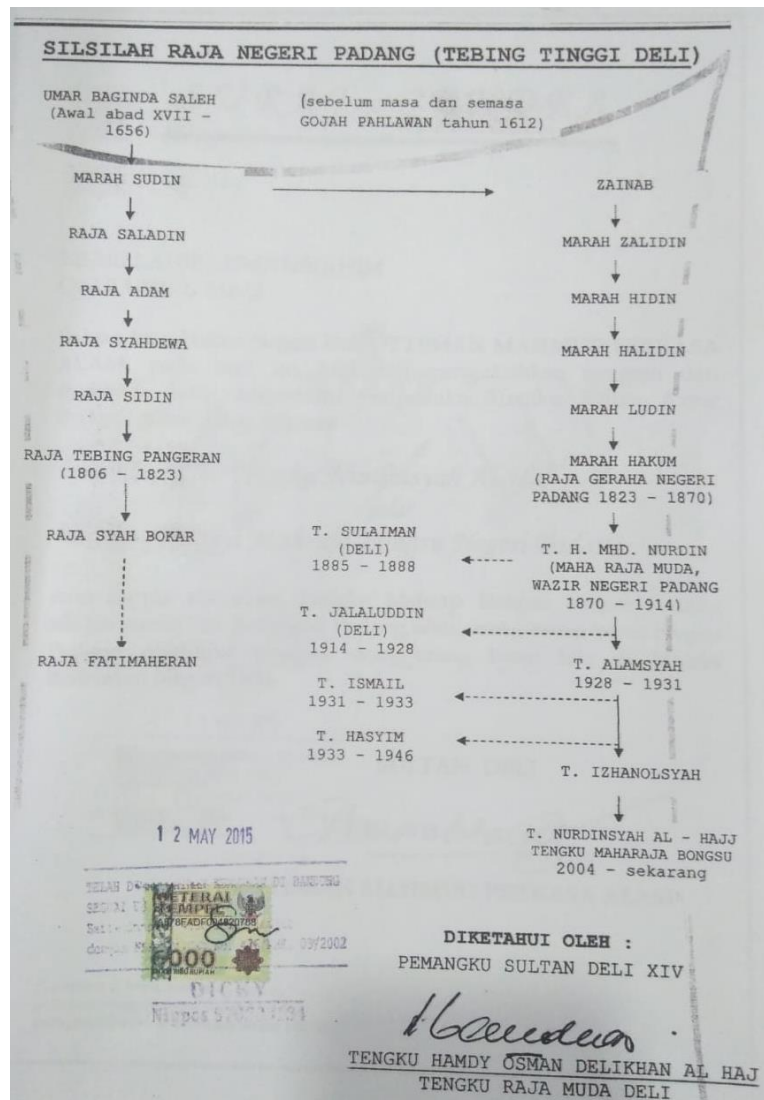 SILSILAH RAJA NEGERI PADANG (TEBING TINGGI DELI)
UMAR BAGINDA SALEH
(Awal abad XVII –
1656)
(sebelum masa dan semasa
GOJAH PAHLAWAN tahun 1612)
MARAH SUDIN
RAJA SALADIN
RAJA ADAM
RAJA SYAHDEWA
RAJA SIDIN
RAJA TEBING PANGERAN
(1806 – 1823)
RAJA SYAH BOKAR
RAJA FATIMAHERAN
T. SULAIMAN
(DELI)
1885 – 1888
T. JALALUDDIN
(DELI)
1914 – 1928
T. ISMAIL
1931 – 1933
T. HASYIM
1933 – 1946
ZAINAB
MARAH ZALIDIN
MARAH HIDIN
MARAH HALIDIN
MARAH LUDIN
MARAH HAKUM
(RAJA GERAHA NEGERI
PADANG 1823 – 1870)
T. H. MHD. NURDIN
(MAHA RAJA MUDA,
WAZIR NEGERI PADANG
1870 – 1914)
T. ALAMSYAH
1928 – 1931
T. IZHANOLSYAH
T. NURDINSYAH AL – HAJJ
TENGKU MAHARAJA BONGSU
2004 – sekarang
1 2 MAY 2015
METERAI
TEMPEL
6000
DICKY
DIKETAHUI OLEH :
PEMANGKU SULTAN DELI XIV
TENGKU HAMDY OSMAN DELIKHAN AL HAJ
TENGKU RAJA MUDA DELI